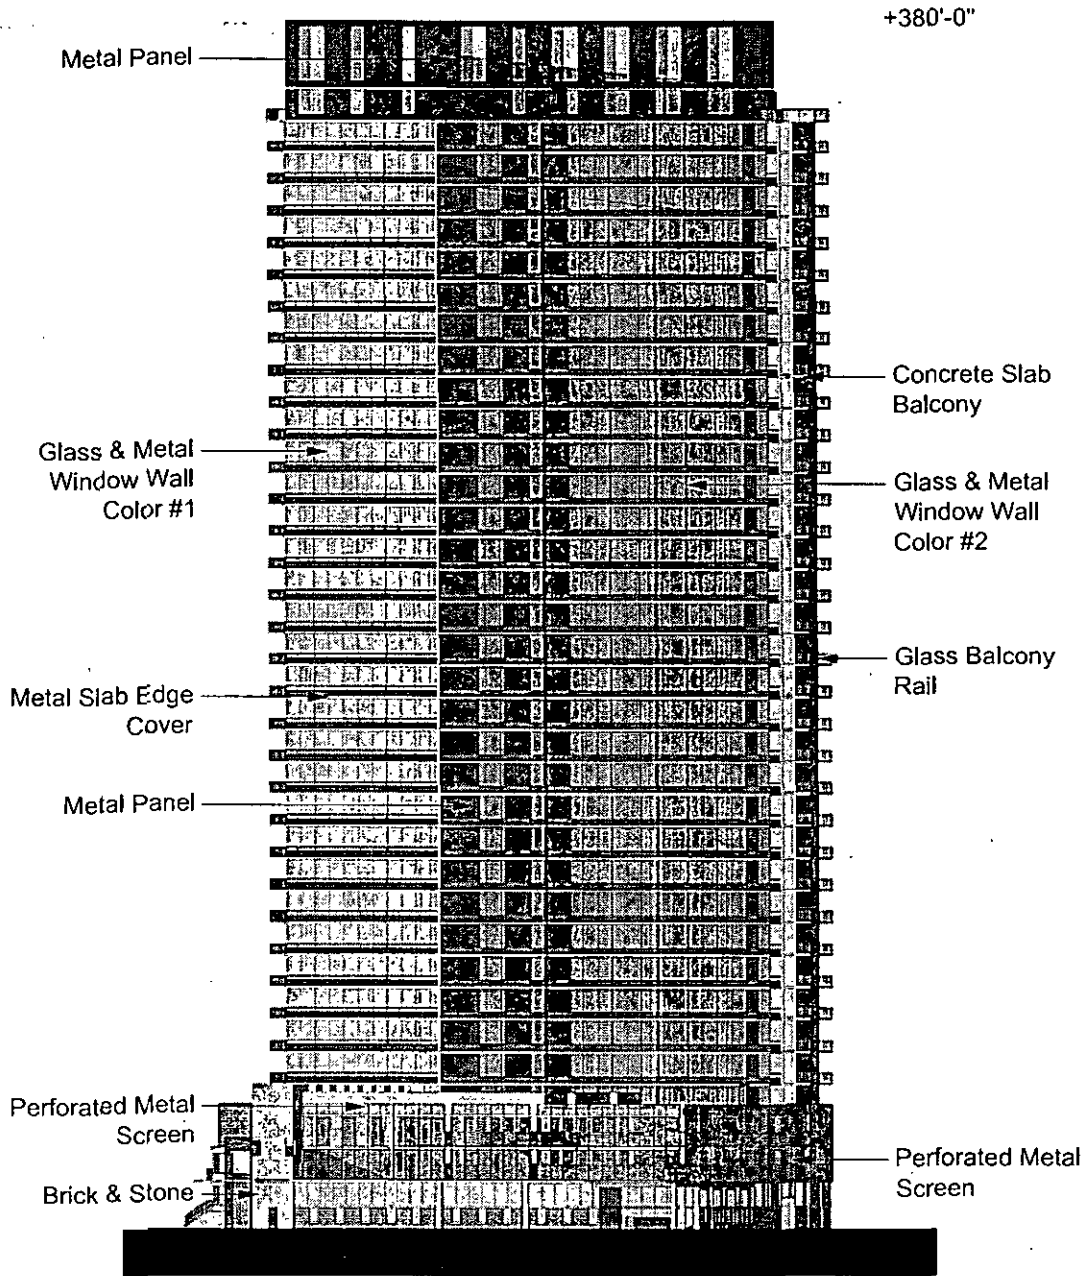 +380'-0"
Metal Panel
Concrete Slab
Balcony
Glass & Metal
Window Wall
Color #1
Glass & Metal
Window Wall
Color #2
Glass Balcony
Rail
Metal Slab Edge
Cover
Metal Panel
Perforated Metal
Screen
Perforated Metal
Screen
Brick & Stone